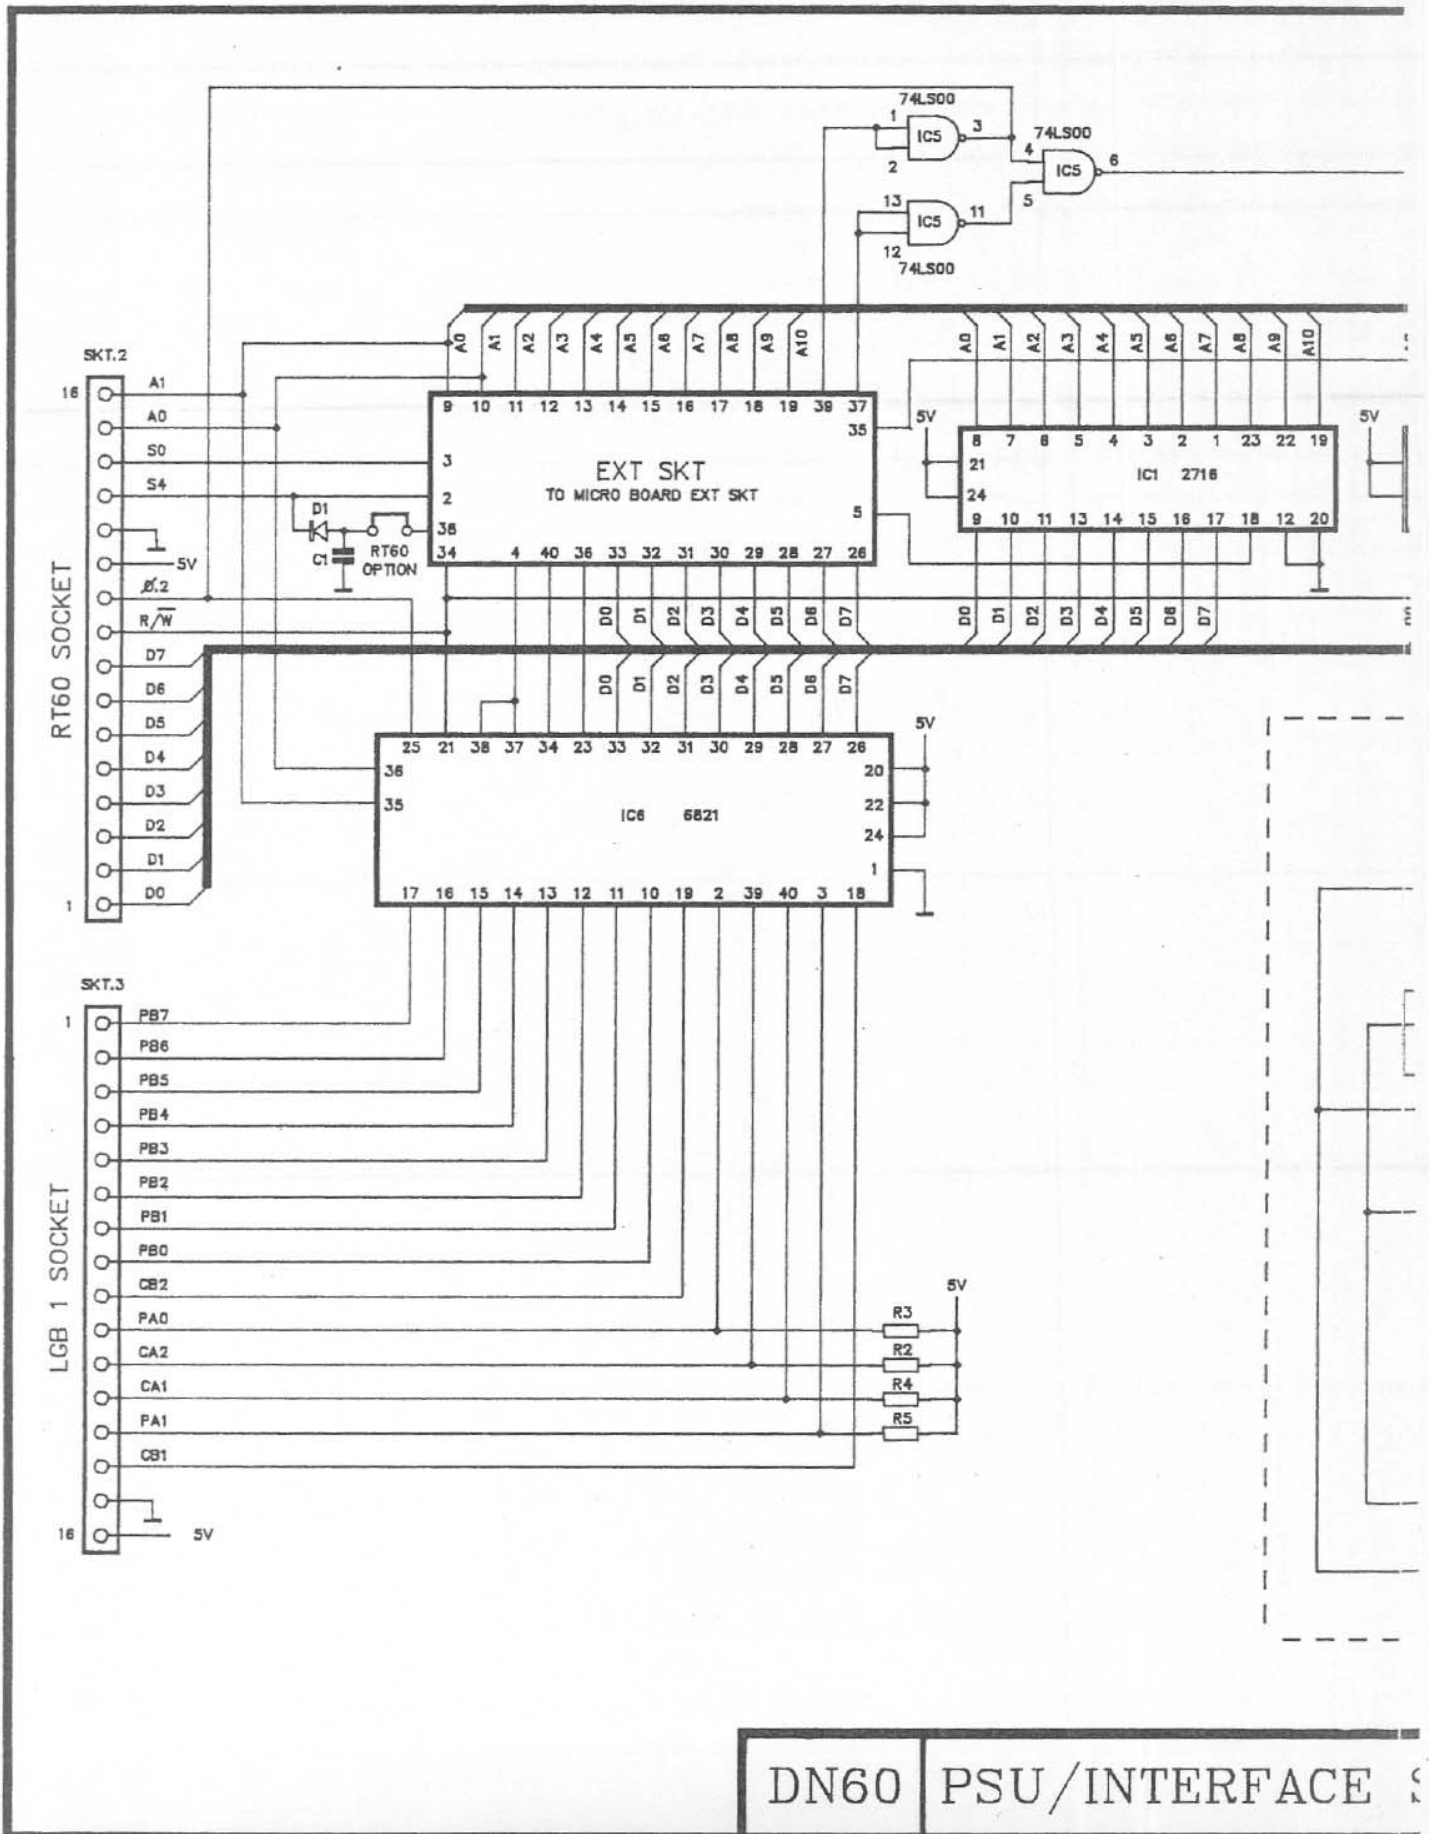 74LS00
1
IC5
3
2
74LS00
4
IC5
6
5
13
IC5
11
12
74LS00
A0
A1
A2
A3
A4
A5
A6
A7
A8
A9
A10
A0
A1
A2
A3
A4
A5
A6
A7
A8
A9
A10
SKT.2
16
A1
A0
S0
S4
5V
Ø.2
R/W̅
D7
D6
D5
D4
D3
D2
D1
D0
1
RT60 SOCKET
D1
C1
RT60
OPTION
9 10 11 12 13 14 15 16 17 18 19 39 37
35
3
2
38
5
EXT SKT
TO MICRO BOARD EXT SKT
34 4 40 36 33 32 31 30 29 28 27 26
5V
8 7 6 5 4 3 2 1 23 22 19
21
24
IC1 2716
9 10 11 13 14 15 16 17 18 12 20
5V
D0 D1 D2 D3 D4 D5 D6 D7
D0 D1 D2 D3 D4 D5 D6 D7
D0 D1 D2 D3 D4 D5 D6 D7
25 21 38 37 34 23 33 32 31 30 29 28 27 26
36
35
IC6 6821
20
22
24
1
5V
17 16 15 14 13 12 11 10 19 2 39 40 3 18
SKT.3
1
PB7
PB6
PB5
PB4
PB3
PB2
PB1
PB0
CB2
PA0
CA2
CA1
PA1
CB1
16
5V
LGB 1 SOCKET
5V
R3
R2
R4
R5
DN60
PSU/INTERFACE